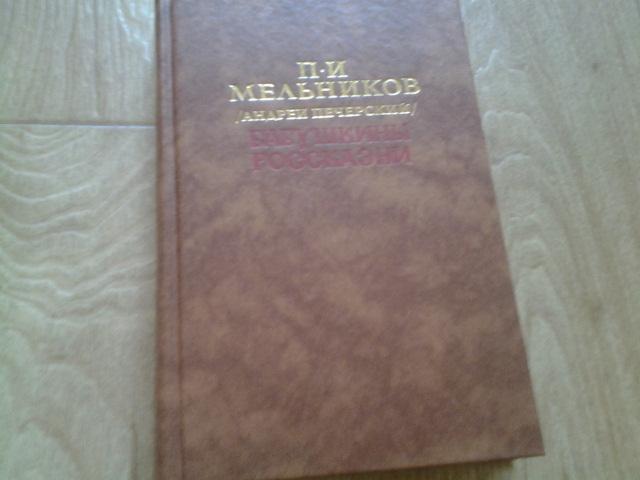 П·И
МЕЛЬНИКОВ
/АНДРЕЙ ПЕЧЕРСКИЙ/
БАБУШКИНЫ
РОССКАЗНИ